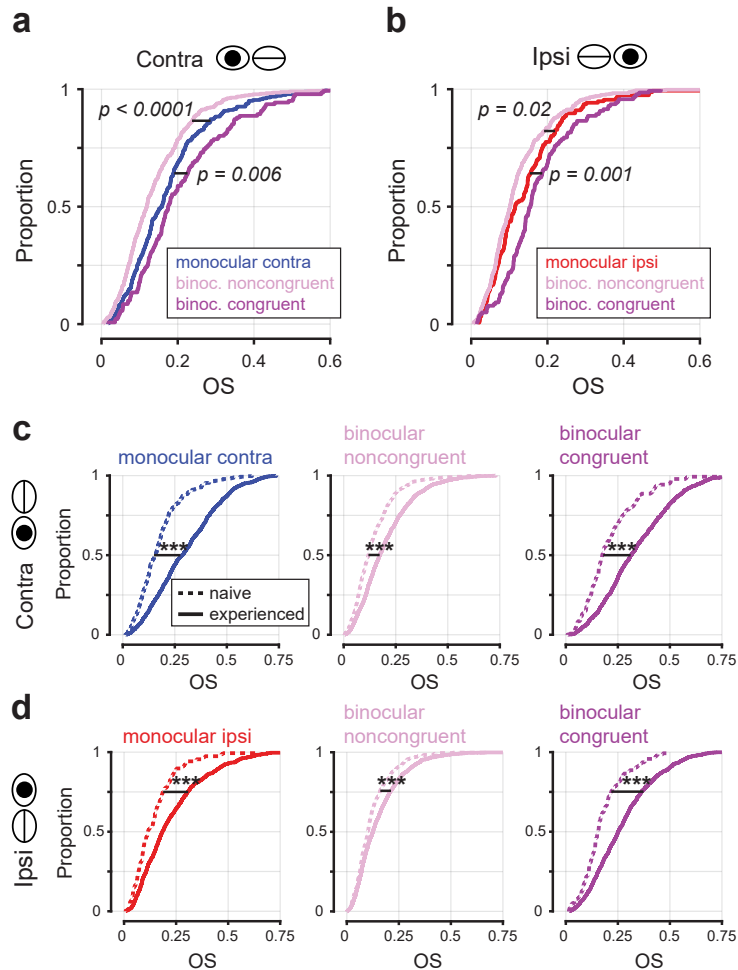 a
Contra
1
0.5
0
Proportion
p < 0.0001
p = 0.006
monocular contra
binoc. noncongruent
binoc. congruent
0 0.2 0.4 0.6
OS
b
Ipsi
1
0.5
0
Proportion
p = 0.02
p = 0.001
monocular ipsi
binoc. noncongruent
binoc. congruent
0 0.2 0.4 0.6
OS
c
Contra
monocular contra
1
0.5
0
Proportion
***
naive
experienced
0 0.25 0.5 0.75
OS
binocular
noncongruent
1
0.5
0
***
0 0.25 0.5 0.75
OS
binocular
congruent
1
0.5
0
***
0 0.25 0.5 0.75
OS
d
Ipsi
monocular ipsi
1
0.5
0
Proportion
***
0 0.25 0.5 0.75
OS
binocular
noncongruent
1
0.5
0
***
0 0.25 0.5 0.75
OS
binocular
congruent
1
0.5
0
***
0 0.25 0.5 0.75
OS